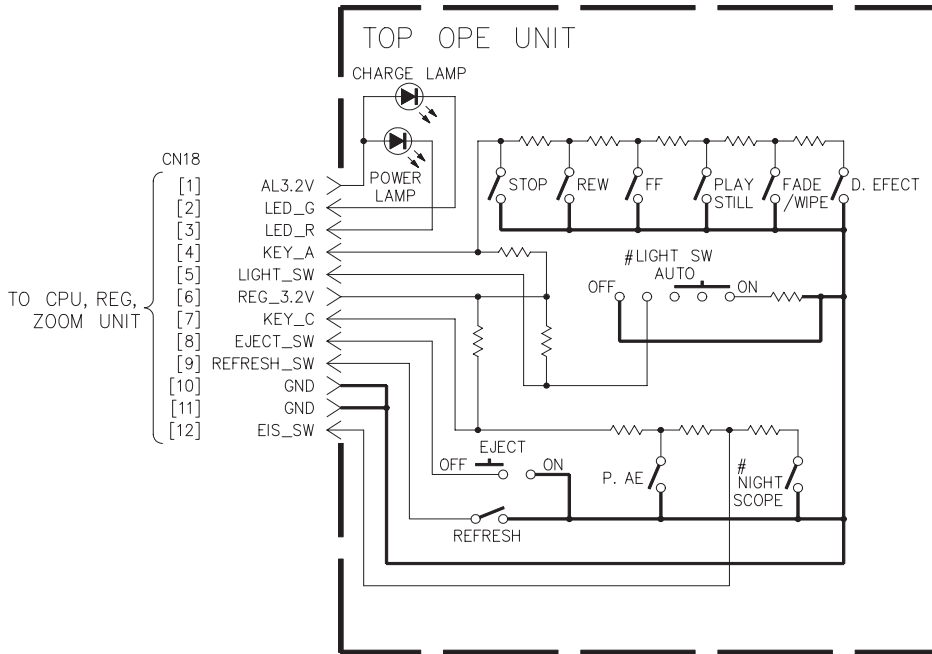 TOP OPE UNIT
CHARGE LAMP
CN18
POWER
LAMP
[1] AL3.2V
[2] LED_G
[3] LED_R
[4] KEY_A
[5] LIGHT_SW
[6] REG_3.2V
[7] KEY_C
[8] EJECT_SW
[9] REFRESH_SW
[10] GND
[11] GND
[12] EIS_SW
TO CPU, REG,
ZOOM UNIT
STOP
REW
FF
PLAY
STILL
FADE
/WIPE
D. EFECT
#LIGHT SW
AUTO
OFF
ON
EJECT
OFF
ON
P. AE
#
NIGHT
SCOPE
REFRESH